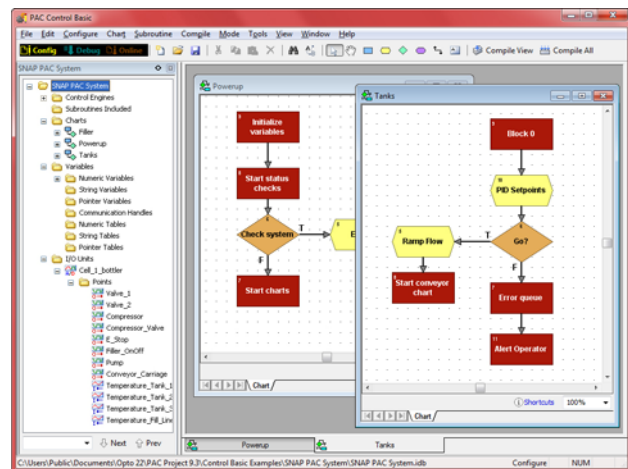 PAC Control Basic
File Edit Configure Chart Subroutine Compile Mode Tools View Window Help
Config Debug Online Compile View Compile All
SNAP PAC System
SNAP PAC System
Control Engines
Subroutines Included
Charts
Filler
Powerup
Tanks
Variables
Numeric Variables
String Variables
Pointer Variables
Communication Handles
Numeric Tables
String Tables
Pointer Tables
I/O Units
Cell_1_bottler
Points
Valve_1
Valve_2
Compressor
Compressor_Valve
E_Stop
Filler_OnOff
Pump
Conveyor_Carriage
Temperature_Tank_1
Temperature_Tank_2
Temperature_Tank_3
Temperature_Fill_Line
Next Prev
Powerup
Initialize
variables
Start status
checks
Check system
T
E
F
Start charts
Chart
Tanks
Block 0
PID Setpoints
Go?
T
Ramp Flow
F
Start conveyor
chart
Error queue
11
Alert Operator
Shortcuts 100%
Chart
Powerup Tanks
C:\Users\Public\Documents\Opto 22\PAC Project 9.3\Control Basic Examples\SNAP PAC System\SNAP PAC System.idb Configure NUM